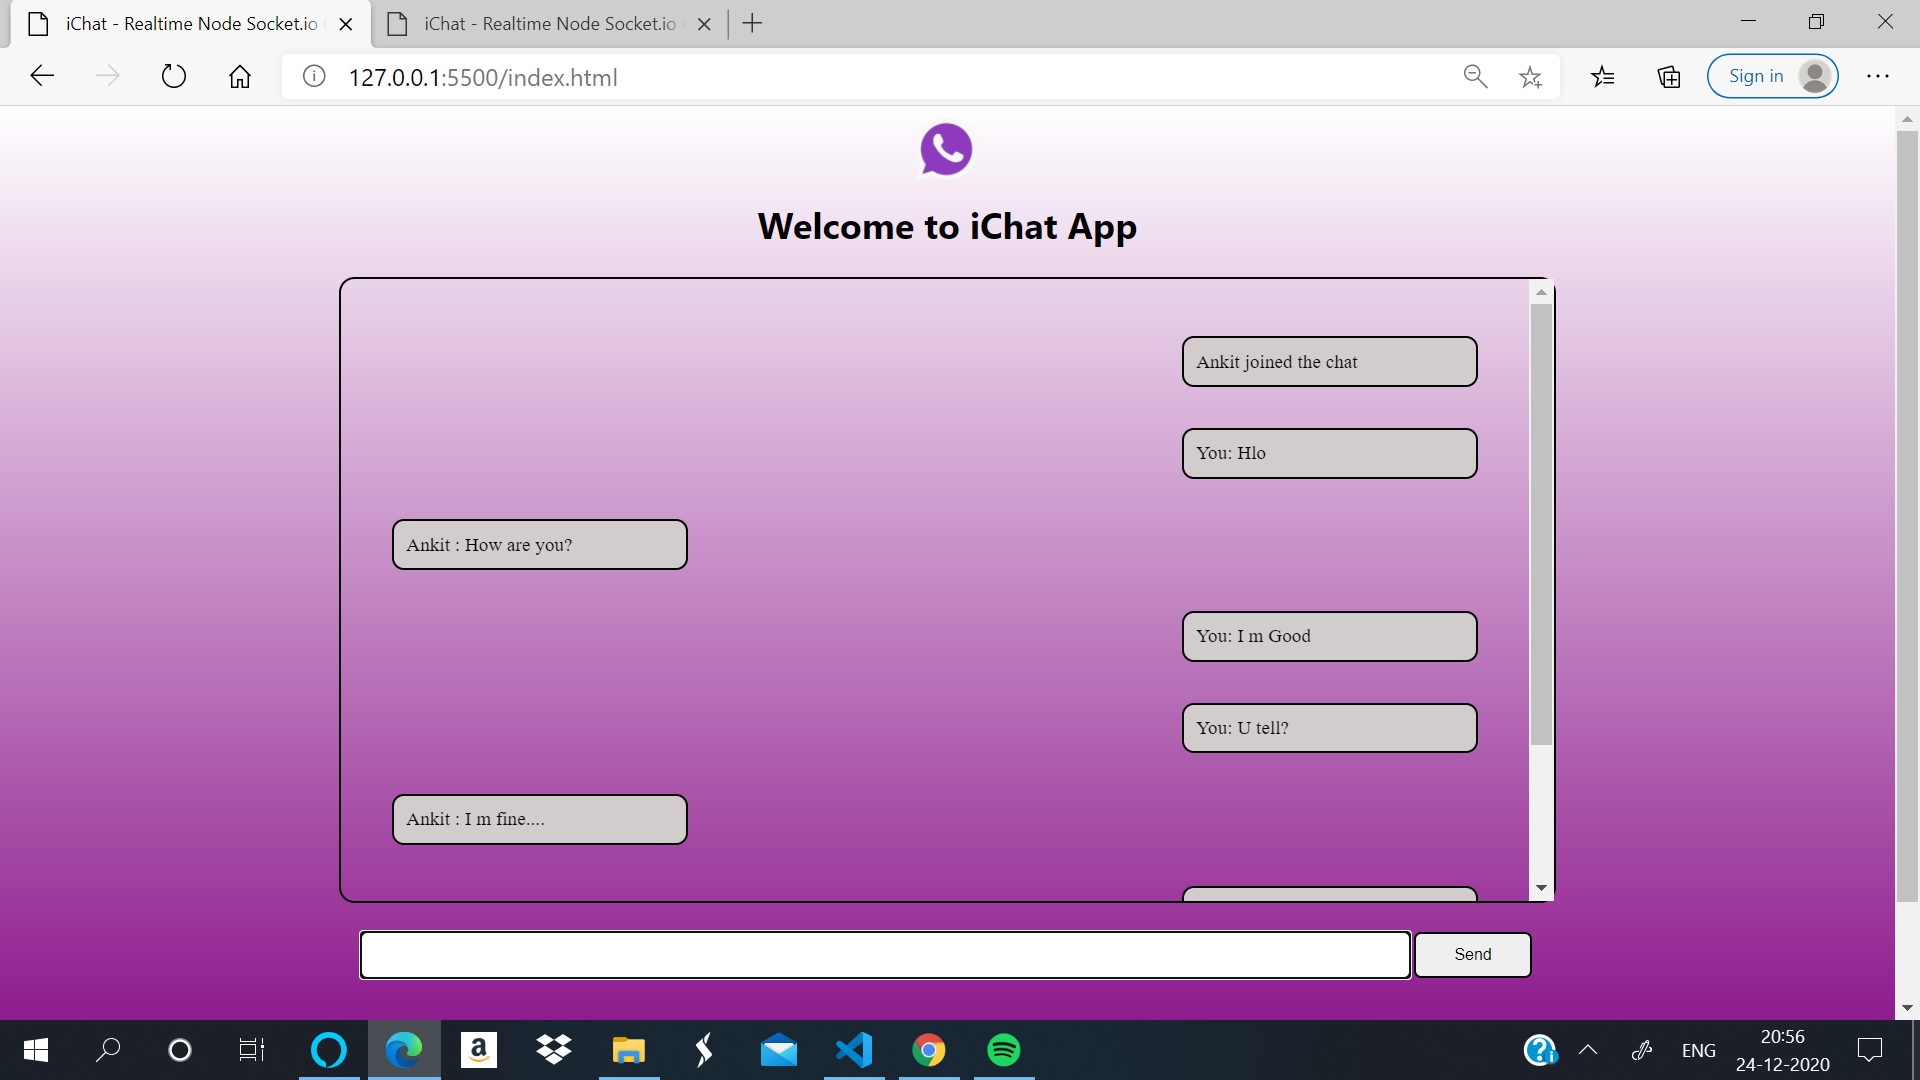 iChat - Realtime Node Socket.io
iChat - Realtime Node Socket.io
127.0.0.1:5500/index.html
Sign in
Welcome to iChat App
Ankit joined the chat
You: Hlo
Ankit : How are you?
You: I m Good
You: U tell?
Ankit : I m fine....
Send
a
ENG
20:56
24-12-2020